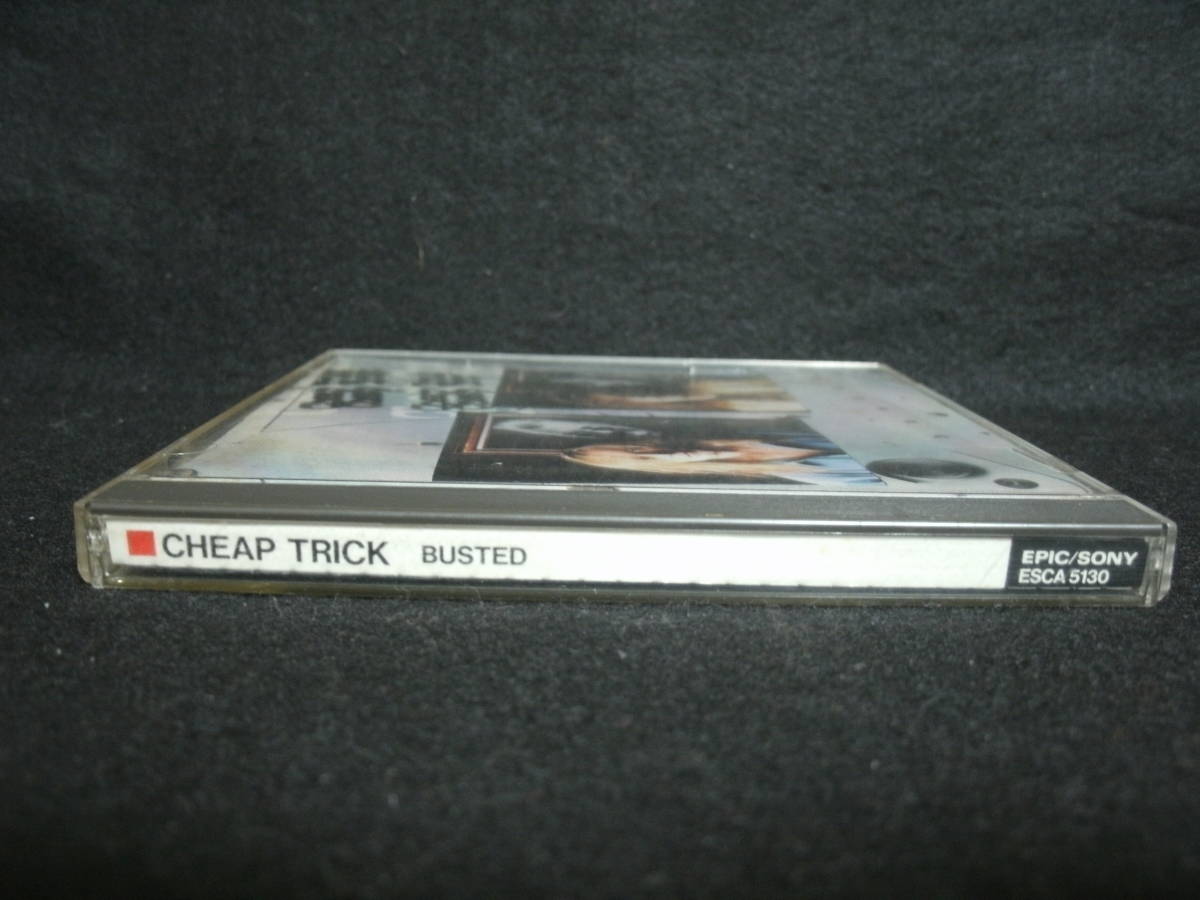 CHEAP TRICK BUSTED
EPIC/SONY
ESCA 5130